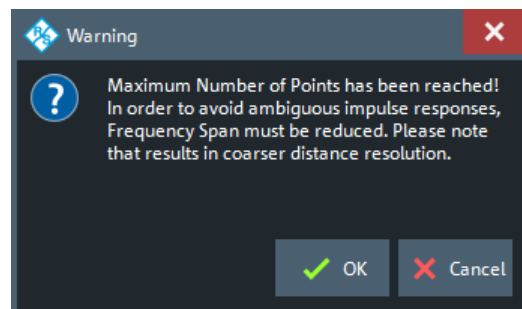 Warning
Maximum Number of Points has been reached!
In order to avoid ambiguous impulse responses,
Frequency Span must be reduced. Please note
that results in coarser distance resolution.
OK
Cancel